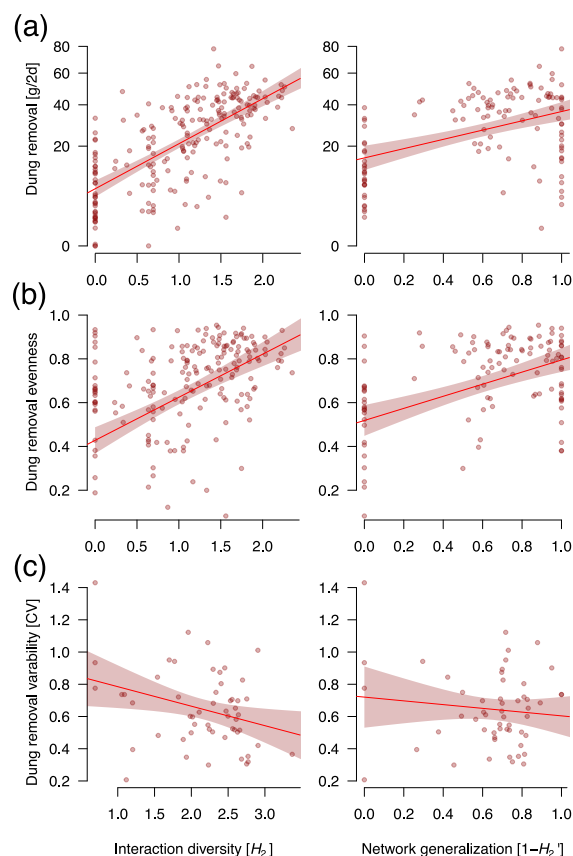 (a)
Dung removal [g/2d]
80
60
40
20
0
0.0 0.5 1.0 1.5 2.0
80
60
40
20
0
0.0 0.2 0.4 0.6 0.8 1.0
(b)
Dung removal evenness
1.0
0.8
0.6
0.4
0.2
0.0 0.5 1.0 1.5 2.0
1.0
0.8
0.6
0.4
0.2
0.0 0.2 0.4 0.6 0.8 1.0
(c)
Dung removal varability [CV]
1.4
1.2
1.0
0.8
0.6
0.4
0.2
1.0 1.5 2.0 2.5 3.0
Interaction diversity [H2]
1.4
1.2
1.0
0.8
0.6
0.4
0.2
0.0 0.2 0.4 0.6 0.8 1.0
Network generalization [1−H2']